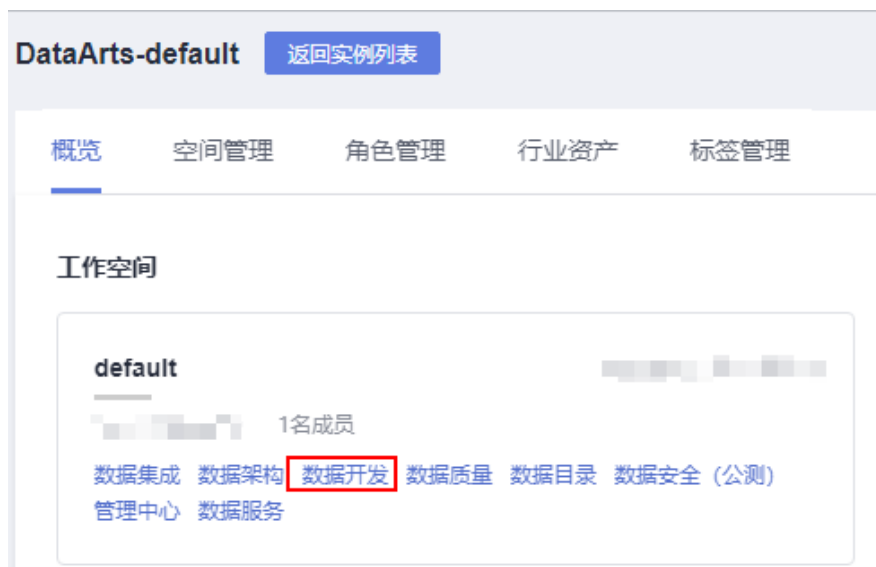 DataArts-default 返回实例列表
概览 空间管理 角色管理 行业资产 标签管理
工作空间
default
1名成员
数据集成 数据架构 数据开发 数据质量 数据目录 数据安全（公测）
管理中心 数据服务